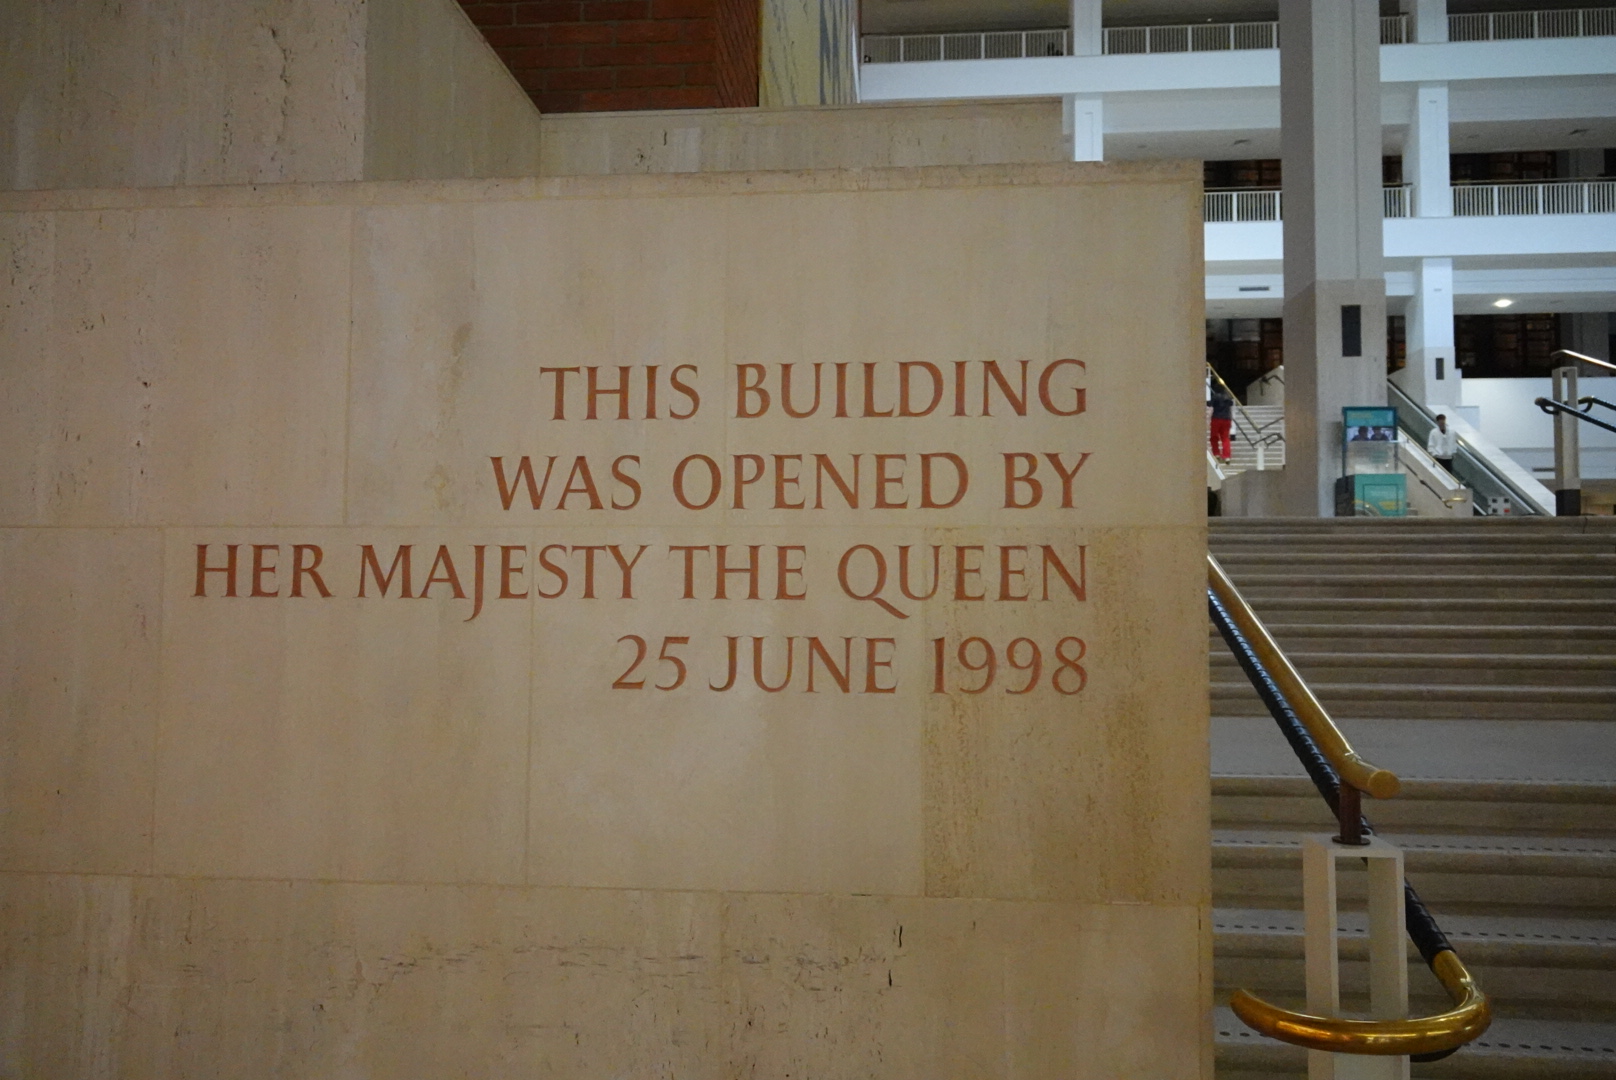 THIS BUILDING
WAS OPENED BY
HER MAJESTY THE QUEEN
25 JUNE 1998